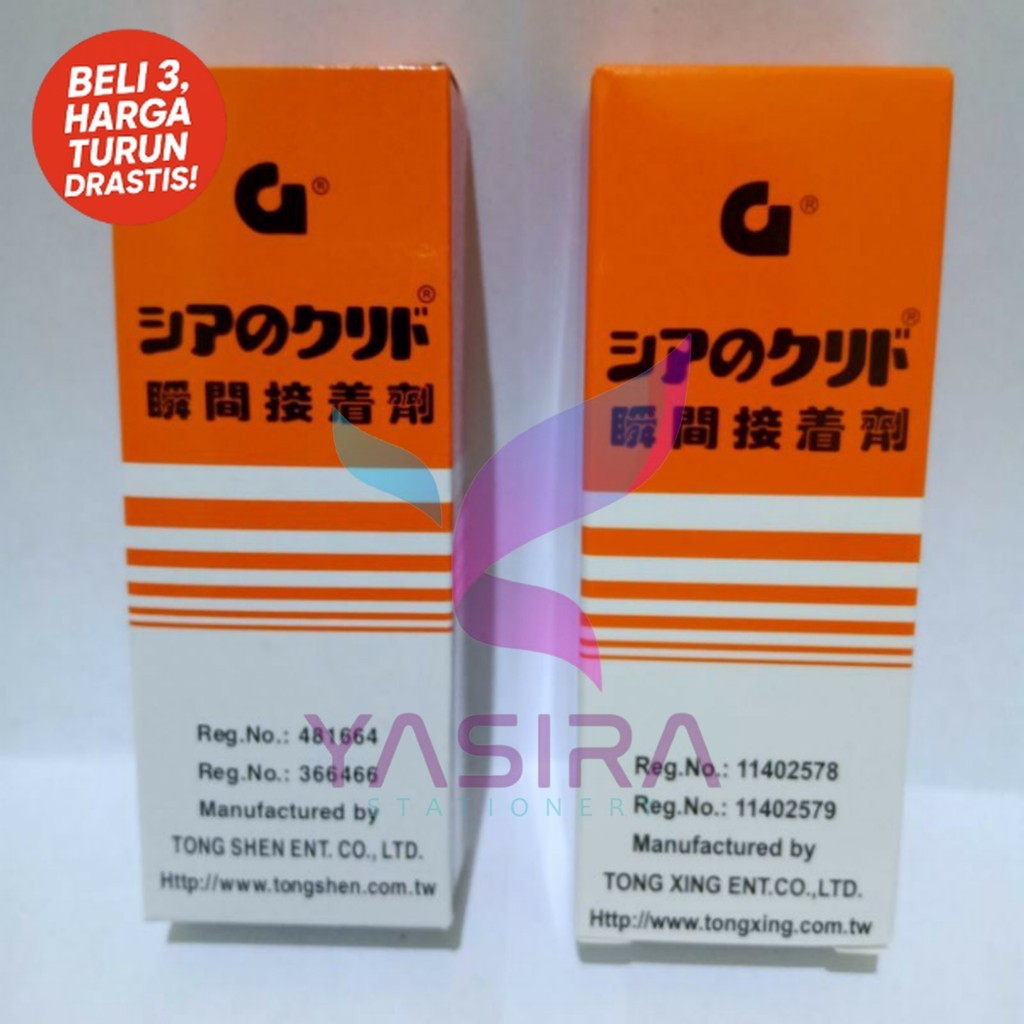 BELI 3,
HARGA
TURUN
DRASTIS!
G®
シアのクリド®
瞬間接着劑
Reg.No.: 481664
Reg.No.: 366466
Manufactured by
TONG SHEN ENT. CO., LTD.
Http://www.tongshen.com.tw
G®
シアのクリド®
瞬間接着劑
Reg.No.: 11402578
Reg.No.: 11402579
Manufactured by
TONG XING ENT.CO.,LTD.
Http://www.tongxing.com.tw
YASIRA
STATIONERY